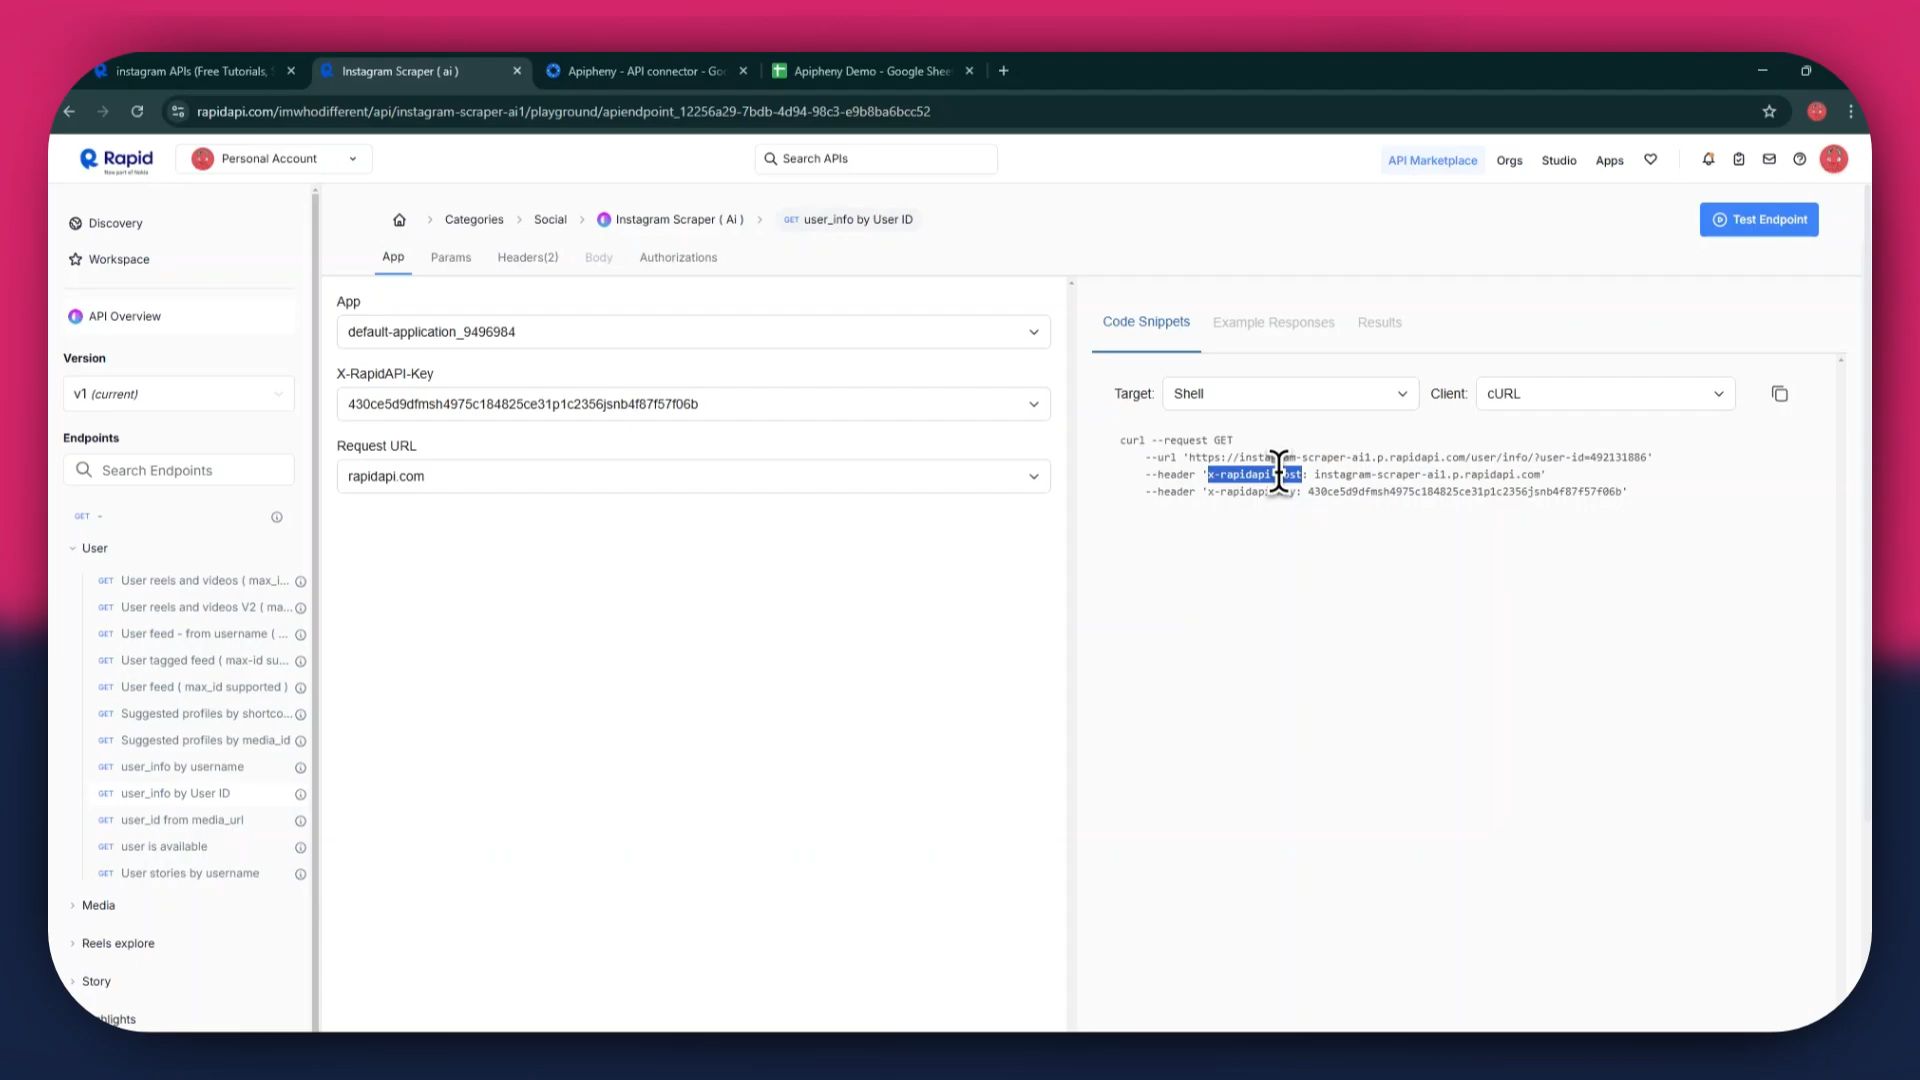 instagram APIs (Free Tutorials,
Instagram Scraper ( ai )
Apipheny - API connector - Go
Apipheny Demo - Google Shee
rapidapi.com/imwhodifferent/api/instagram-scraper-ai1/playground/apiendpoint_12256a29-7bdb-4d94-98c3-e9b8ba6bcc52
Rapid
Now part of Nokia
Personal Account
Search APIs
API Marketplace
Orgs
Studio
Apps
Discovery
Workspace
API Overview
Version
v1 (current)
Endpoints
Search Endpoints
GET -
User
GET User reels and videos ( max_i...
GET User reels and videos V2 ( ma...
GET User feed - from username ( ...
GET User tagged feed ( max-id su...
GET User feed ( max_id supported )
GET Suggested profiles by shortco...
GET Suggested profiles by media_id
GET user_info by username
GET user_info by User ID
GET user_id from media_url
GET user is available
GET User stories by username
Media
Reels explore
Story
hlights
Categories > Social > Instagram Scraper ( Ai ) > GET user_info by User ID
Test Endpoint
App
Params
Headers(2)
Body
Authorizations
App
default-application_9496984
X-RapidAPI-Key
430ce5d9dfmsh4975c184825ce31p1c2356jsnb4f87f57f06b
Request URL
rapidapi.com
Code Snippets
Example Responses
Results
Target: Shell
Client: cURL
curl --request GET
--url 'https://instagram-scraper-ai1.p.rapidapi.com/user/info/?user-id=492131886'
--header 'x-rapidapi-host: instagram-scraper-ai1.p.rapidapi.com'
--header 'x-rapidapi-key: 430ce5d9dfmsh4975c184825ce31p1c2356jsnb4f87f57f06b'